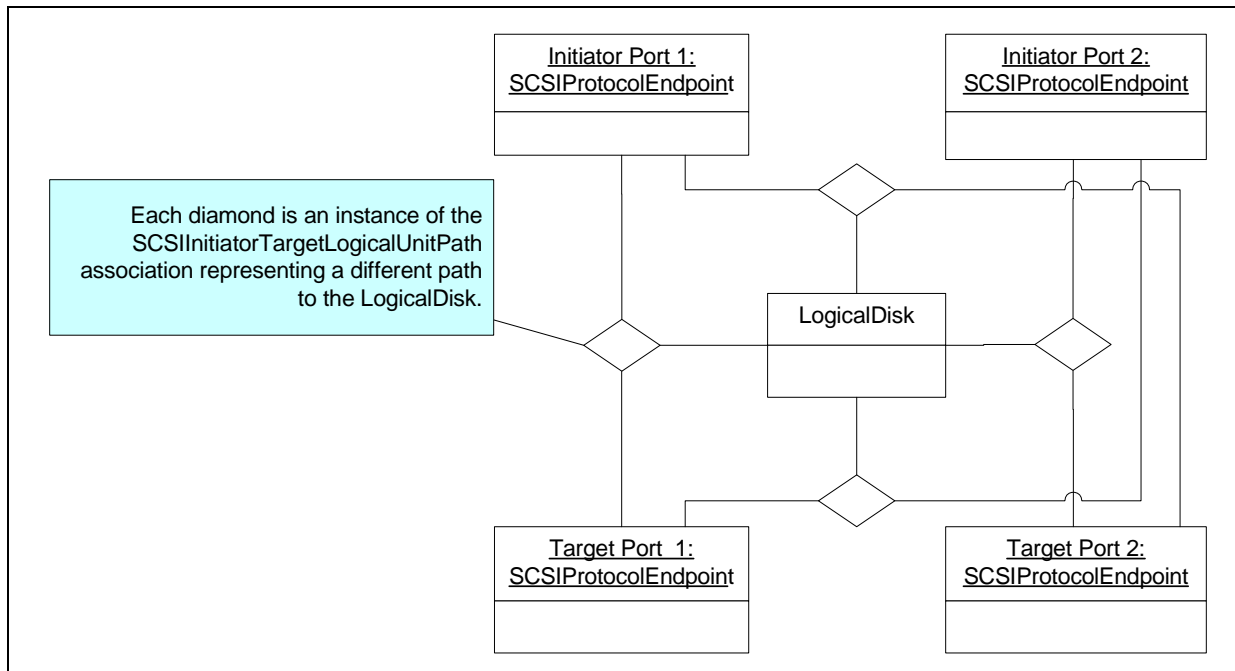 Initiator Port 1:
SCSIProtocolEndpoint
Initiator Port 2:
SCSIProtocolEndpoint
Each diamond is an instance of the
SCSIInitiatorTargetLogicalUnitPath
association representing a different path
to the LogicalDisk.
LogicalDisk
Target Port 1:
SCSIProtocolEndpoint
Target Port 2:
SCSIProtocolEndpoint